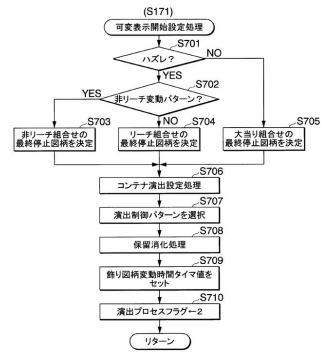 (S171)
可変表示開始設定処理
S701
ハズレ?
NO
YES
S702
非リーチ変動パターン?
YES
NO
S703
S704
S705
非リーチ組合せの
最終停止図柄を決定
リーチ組合せの
最終停止図柄を決定
大当り組合せの
最終停止図柄を決定
S706
コンテナ演出設定処理
S707
演出制御パターンを選択
S708
保留消化処理
S709
飾り図柄変動時間タイマ値を
セット
S710
演出プロセスフラグ←2
リターン